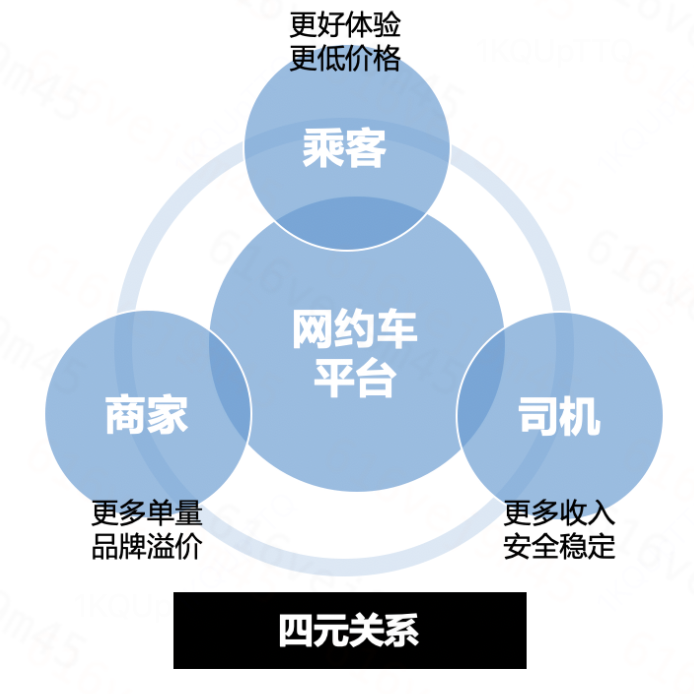 更好体验
更低价格
乘客
网约车
平台
商家
司机
更多单量
品牌溢价
更多收入
安全稳定
四元关系